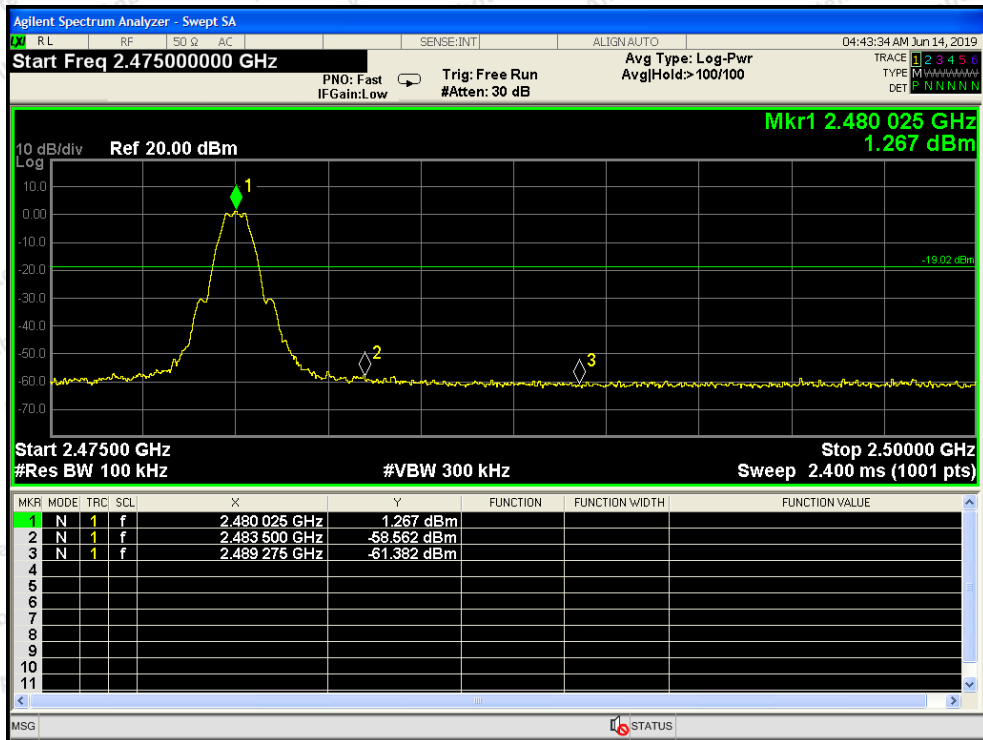 Agilent Spectrum Analyzer - Swept SA
LXI RL RF 50 Ω AC SENSE:INT ALIGN AUTO 04:43:34 AM Jun 14, 2019
Start Freq 2.475000000 GHz
Avg Type: Log-Pwr
TRACE 1 2 3 4 5 6
PNO: Fast Trig: Free Run Avg|Hold:>100/100
TYPE M
IFGain:Low #Atten: 30 dB
DET P N N N N N
Mkr1 2.480 025 GHz
1.267 dBm
10 dB/div Ref 20.00 dBm
Log
10.0
1
0.00
-10.0
-19.02 dBm
-20.0
-30.0
-40.0
-50.0
2
3
-60.0
-70.0
Start 2.47500 GHz Stop 2.50000 GHz
#Res BW 100 kHz #VBW 300 kHz Sweep 2.400 ms (1001 pts)
MKR MODE TRC SCL X Y FUNCTION FUNCTION WIDTH FUNCTION VALUE
1 N 1 f 2.480 025 GHz 1.267 dBm
2 N 1 f 2.483 500 GHz -58.562 dBm
3 N 1 f 2.489 275 GHz -61.382 dBm
4
5
6
7
8
9
10
11
MSG STATUS